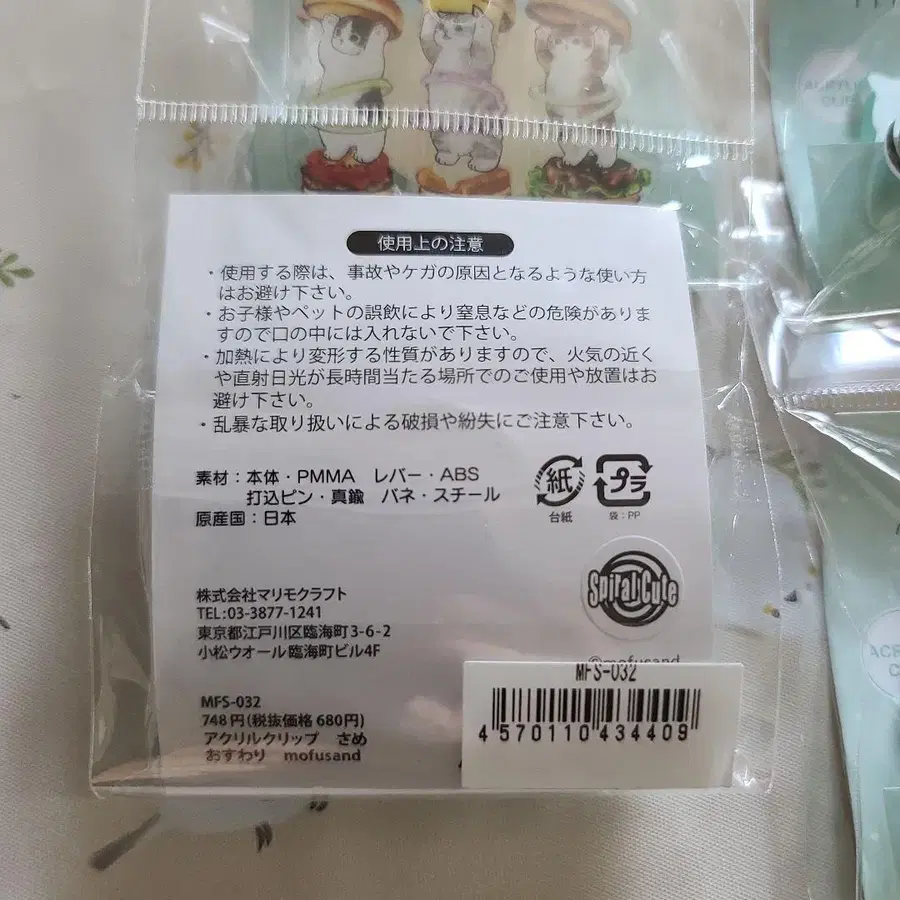 使用上の注意
・使用する際は、事故やケガの原因となるような使い方
はお避け下さい。
・お子様やペットの誤飲により窒息などの危険がありま
すので口の中には入れないで下さい。
・加熱により変形する性質がありますので、火気の近く
や直射日光が長時間当たる場所でのご使用や放置はお
避け下さい。
・乱暴な取り扱いによる破損や紛失にご注意下さい。
素材：本体・PMMA　レバー・ABS
打込ピン・真鍮　バネ・スチール
原産国：日本
紙
台紙
プラ
袋：PP
Spiral Cute
株式会社マリモクラフト
TEL:03-3877-1241
東京都江戸川区臨海町3-6-2
小松ウオール臨海町ビル4F
©mofusand
MFS-032
748円(税抜価格680円)
アクリルクリップ　さめ
おすわり　mofusand
MFS-032
4570110434409